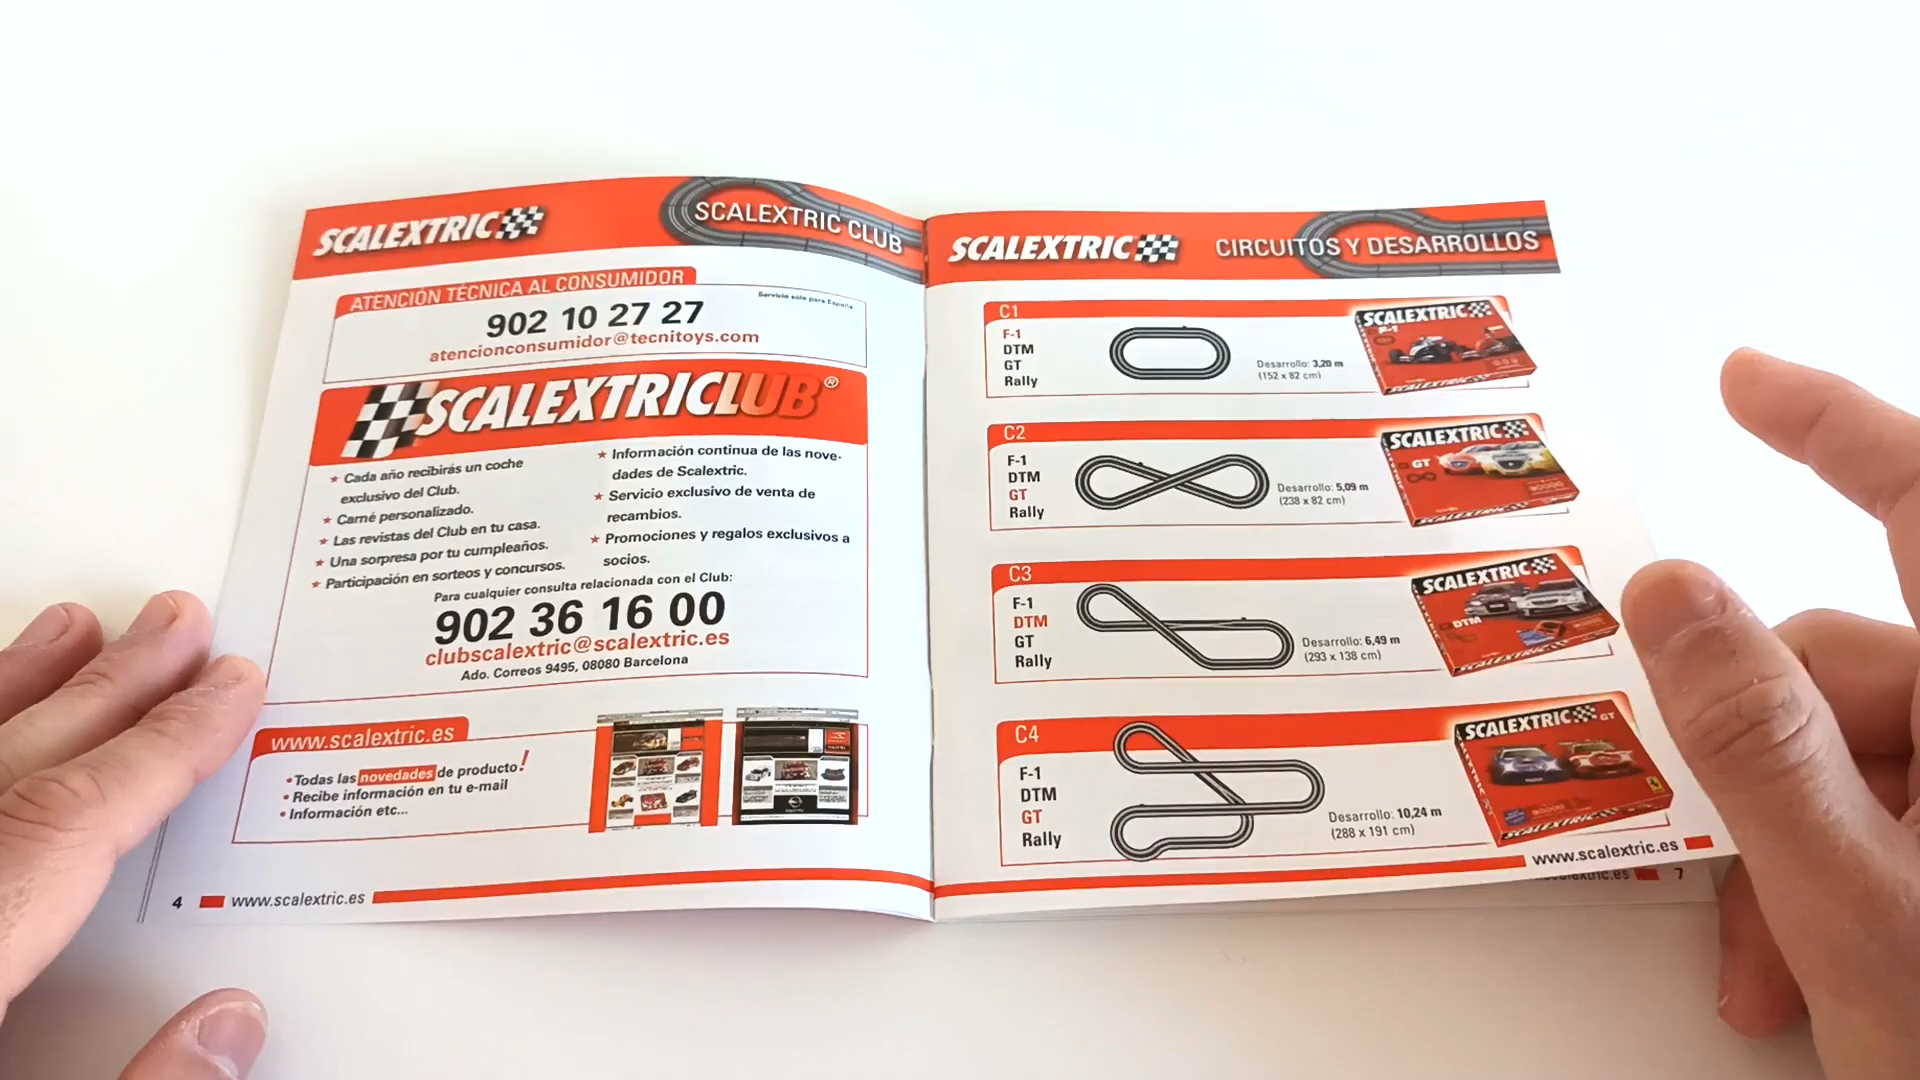 SCALEXTRIC
SCALEXTRIC CLUB
ATENCIÓN TÉCNICA AL CONSUMIDOR
Servicio sólo para España
902 10 27 27
atencionconsumidor@tecnitoys.com
SCALEXTRICLUB®
★ Cada año recibirás un coche
exclusivo del Club.
★ Carné personalizado.
★ Las revistas del Club en tu casa.
★ Una sorpresa por tu cumpleaños.
★ Participación en sorteos y concursos.
★ Información continua de las nove-
dades de Scalextric.
★ Servicio exclusivo de venta de
recambios.
★ Promociones y regalos exclusivos a
socios.
Para cualquier consulta relacionada con el Club:
902 36 16 00
clubscalextric@scalextric.es
Ado. Correos 9495, 08080 Barcelona
www.scalextric.es
• Todas las novedades de producto!
• Recibe información en tu e-mail
• Información etc...
4 www.scalextric.es
SCALEXTRIC
CIRCUITOS Y DESARROLLOS
C1
F-1
DTM
GT
Rally
Desarrollo: 3,20 m
(152 x 82 cm)
SCALEXTRIC
F-1
SCALEXTRIC
C2
F-1
DTM
GT
Rally
Desarrollo: 5,09 m
(238 x 82 cm)
SCALEXTRIC
GT
SCALEXTRIC
C3
F-1
DTM
GT
Rally
Desarrollo: 6,49 m
(293 x 138 cm)
SCALEXTRIC
DTM
SCALEXTRIC
C4
F-1
DTM
GT
Rally
Desarrollo: 10,24 m
(288 x 191 cm)
SCALEXTRIC GT
SCALEXTRIC
SCALEXTRIC
www.scalextric.es
7